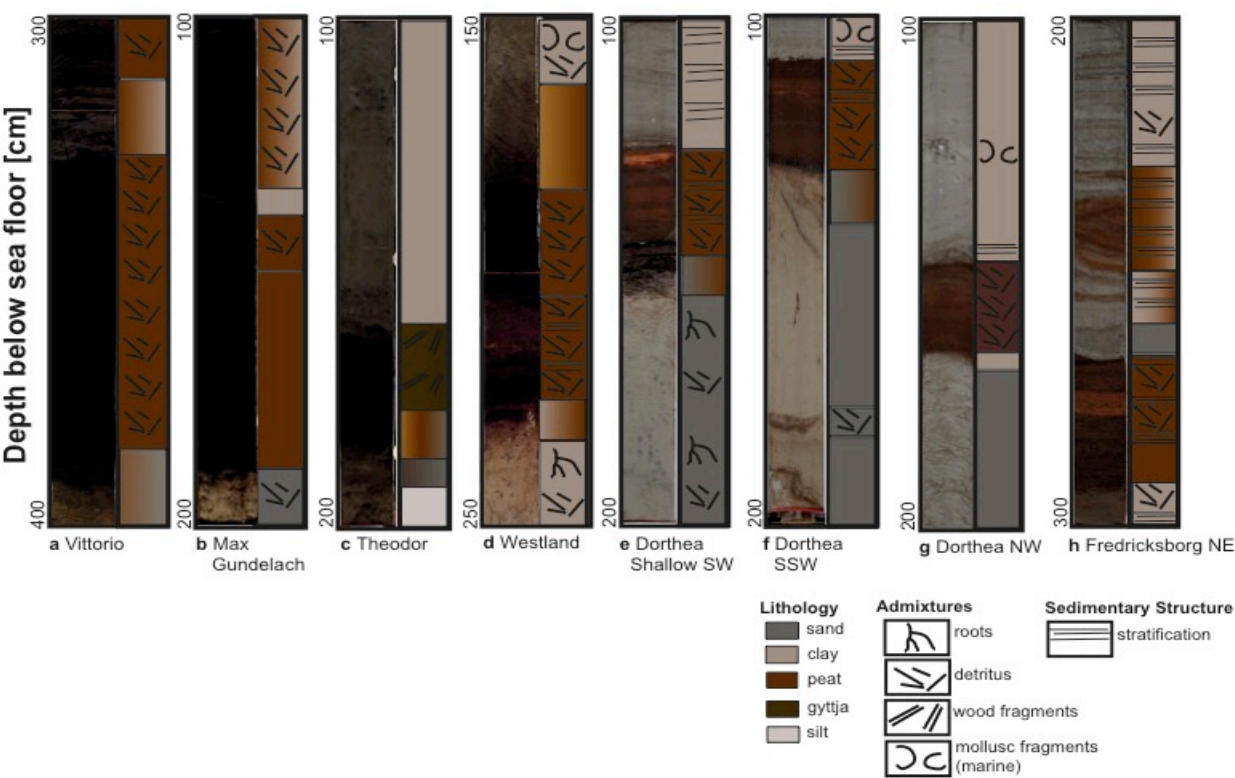 Depth below sea floor [cm]
300
400
a Vittorio
100
200
b Max
Gundelach
100
200
c Theodor
150
250
d Westland
100
200
e Dorthea
Shallow SW
100
200
f Dorthea
SSW
100
200
g Dorthea NW
200
300
h Fredricksborg NE
Lithology
sand
clay
peat
gyttja
silt
Admixtures
roots
detritus
wood fragments
mollusc fragments
(marine)
Sedimentary Structure
stratification